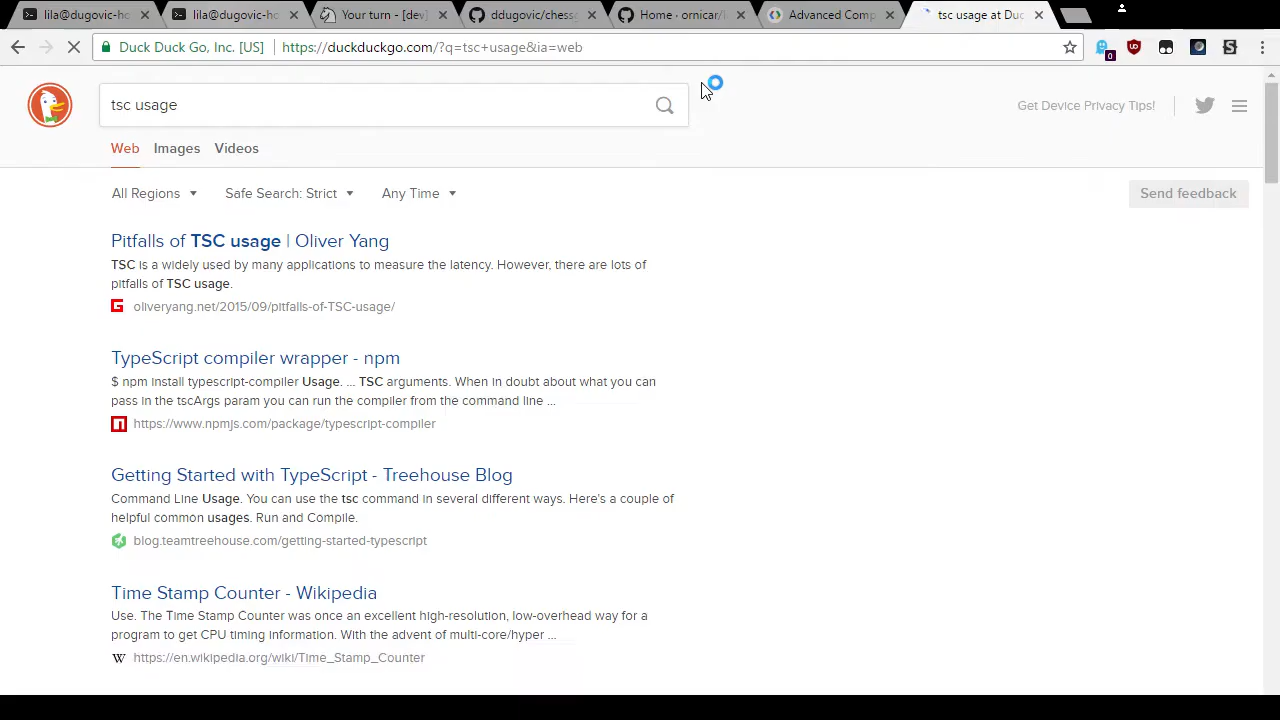 lila@dugovic-ho
lila@dugovic-ho
Your turn - [dev]
ddugovic/chess
Home · ornicar/
Advanced Comp
tsc usage at Duc
Duck Duck Go, Inc. [US]
https://duckduckgo.com/?q=tsc+usage&ia=web
0
tsc usage
Get Device Privacy Tips!
Web Images Videos
All Regions Safe Search: Strict Any Time
Send feedback
Pitfalls of TSC usage | Oliver Yang
TSC is a widely used by many applications to measure the latency. However, there are lots of
pitfalls of TSC usage.
oliveryang.net/2015/09/pitfalls-of-TSC-usage/
TypeScript compiler wrapper - npm
$ npm install typescript-compiler Usage. ... TSC arguments. When in doubt about what you can
pass in the tscArgs param you can run the compiler from the command line ...
https://www.npmjs.com/package/typescript-compiler
Getting Started with TypeScript - Treehouse Blog
Command Line Usage. You can use the tsc command in several different ways. Here's a couple of
helpful common usages. Run and Compile.
blog.teamtreehouse.com/getting-started-typescript
Time Stamp Counter - Wikipedia
Use. The Time Stamp Counter was once an excellent high-resolution, low-overhead way for a
program to get CPU timing information. With the advent of multi-core/hyper ...
W https://en.wikipedia.org/wiki/Time_Stamp_Counter